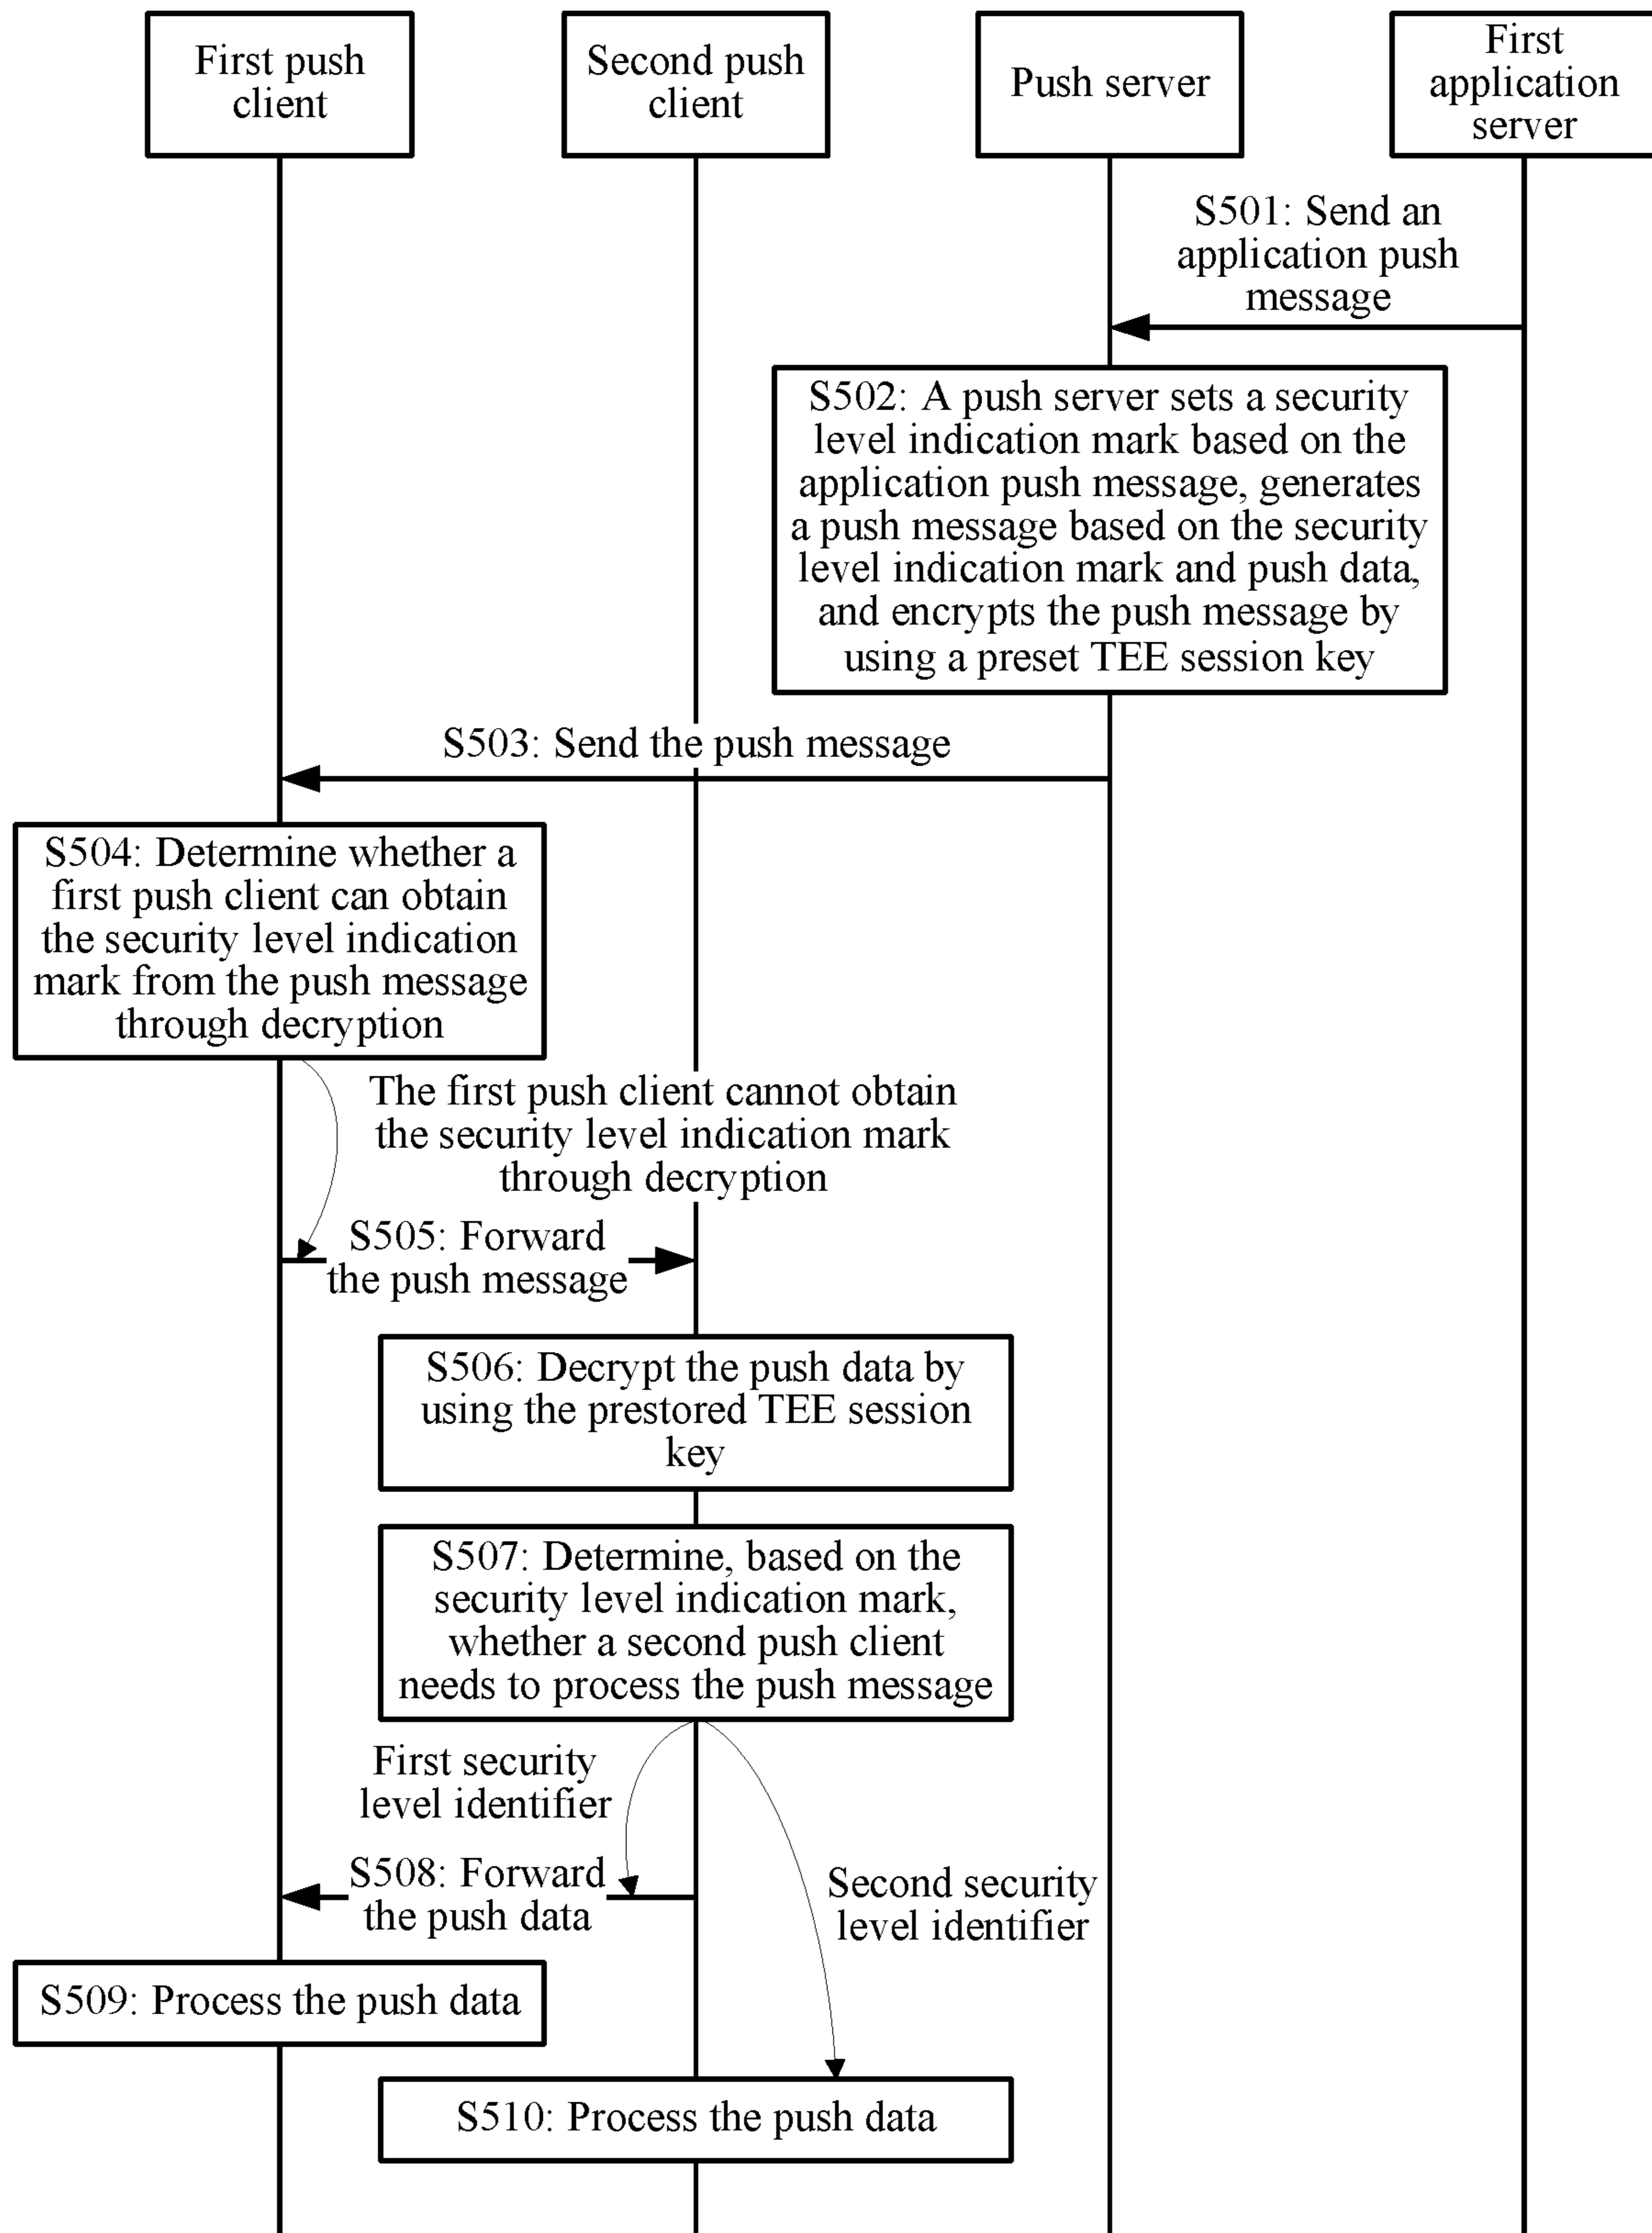 First push
client
Second push
client
Push server
First
application
server
S501: Send an
application push
message
S502: A push server sets a security
level indication mark based on the
application push message, generates
a push message based on the security
level indication mark and push data,
and encrypts the push message by
using a preset TEE session key
S503: Send the push message
S504: Determine whether a
first push client can obtain
the security level indication
mark from the push message
through decryption
The first push client cannot obtain
the security level indication mark
through decryption
S505: Forward
the push message
S506: Decrypt the push data by
using the prestored TEE session
key
S507: Determine, based on the
security level indication mark,
whether a second push client
needs to process the push message
First security
level identifier
S508: Forward
the push data
Second security
level identifier
S509: Process the push data
S510: Process the push data